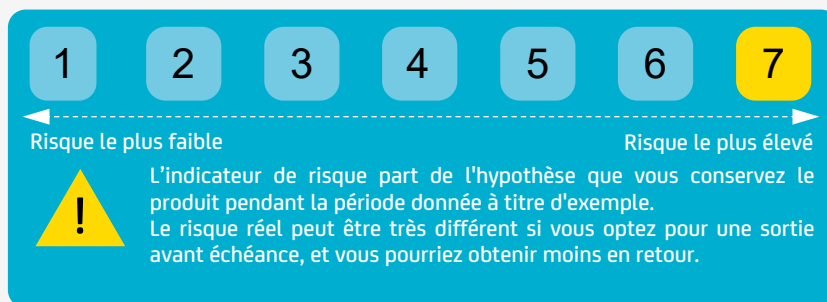 1 2 3 4 5 6 7
Risque le plus faible Risque le plus élevé
L'indicateur de risque part de l'hypothèse que vous conservez le
produit pendant la période donnée à titre d'exemple.
Le risque réel peut être très différent si vous optez pour une sortie
avant échéance, et vous pourriez obtenir moins en retour.
!